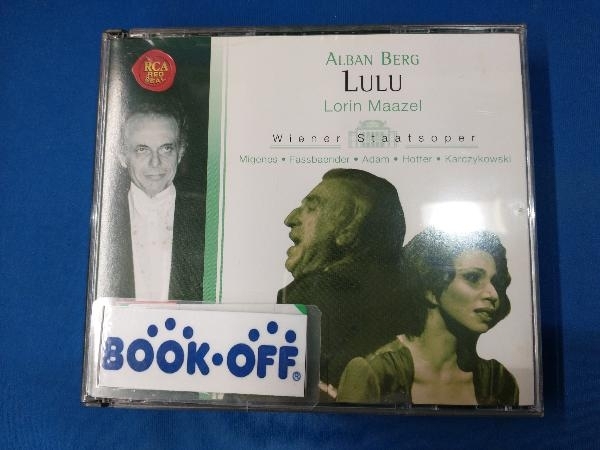 RCA
RED
SEAL
ALBAN BERG
LULU
Lorin Maazel
Wiener Staatsoper
Migenes • Fassbaender • Adam • Hotter • Karczykowski
BOOK•OFF®